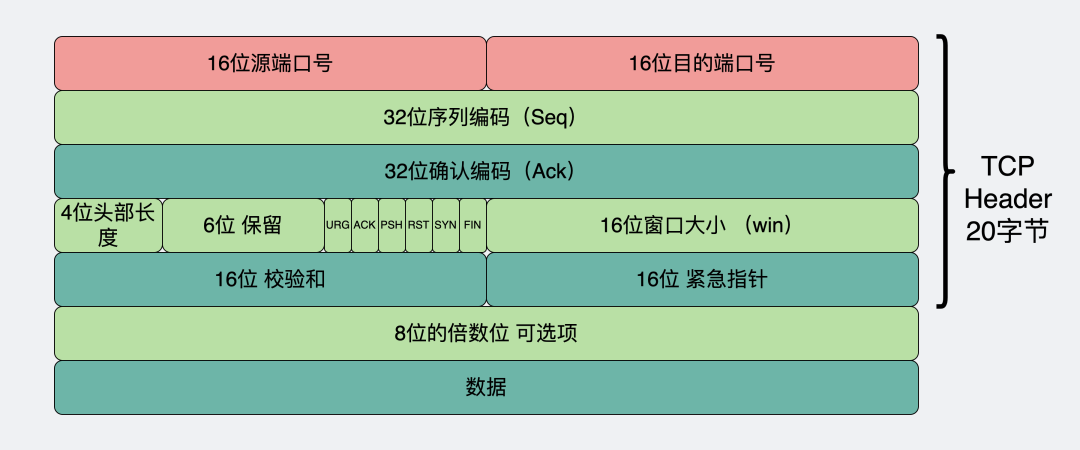 16位源端口号
16位目的端口号
32位序列编码（Seq）
32位确认编码（Ack）
4位头部长
度
6位 保留
URG
ACK
PSH
RST
SYN
FIN
16位窗口大小 （win）
16位 校验和
16位 紧急指针
8位的倍数位 可选项
数据
TCP
Header
20字节